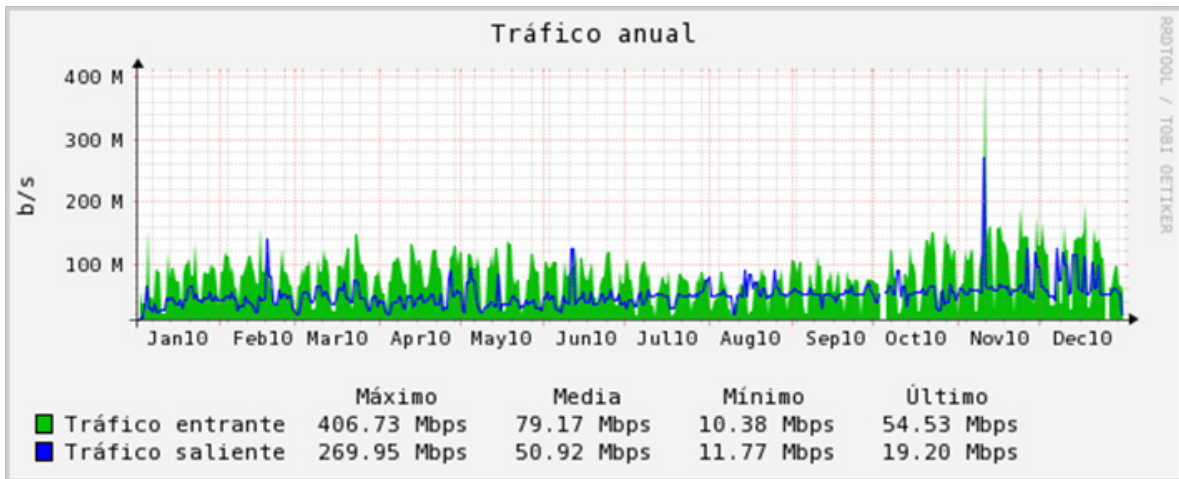 Tráfico anual
RRDTOOL / TOBI OETIKER
b/s
400 M
300 M
200 M
100 M
Jan10 Feb10 Mar10 Apr10 May10 Jun10 Jul10 Aug10 Sep10 Oct10 Nov10 Dec10
Máximo Media Mínimo Último
Tráfico entrante 406.73 Mbps 79.17 Mbps 10.38 Mbps 54.53 Mbps
Tráfico saliente 269.95 Mbps 50.92 Mbps 11.77 Mbps 19.20 Mbps